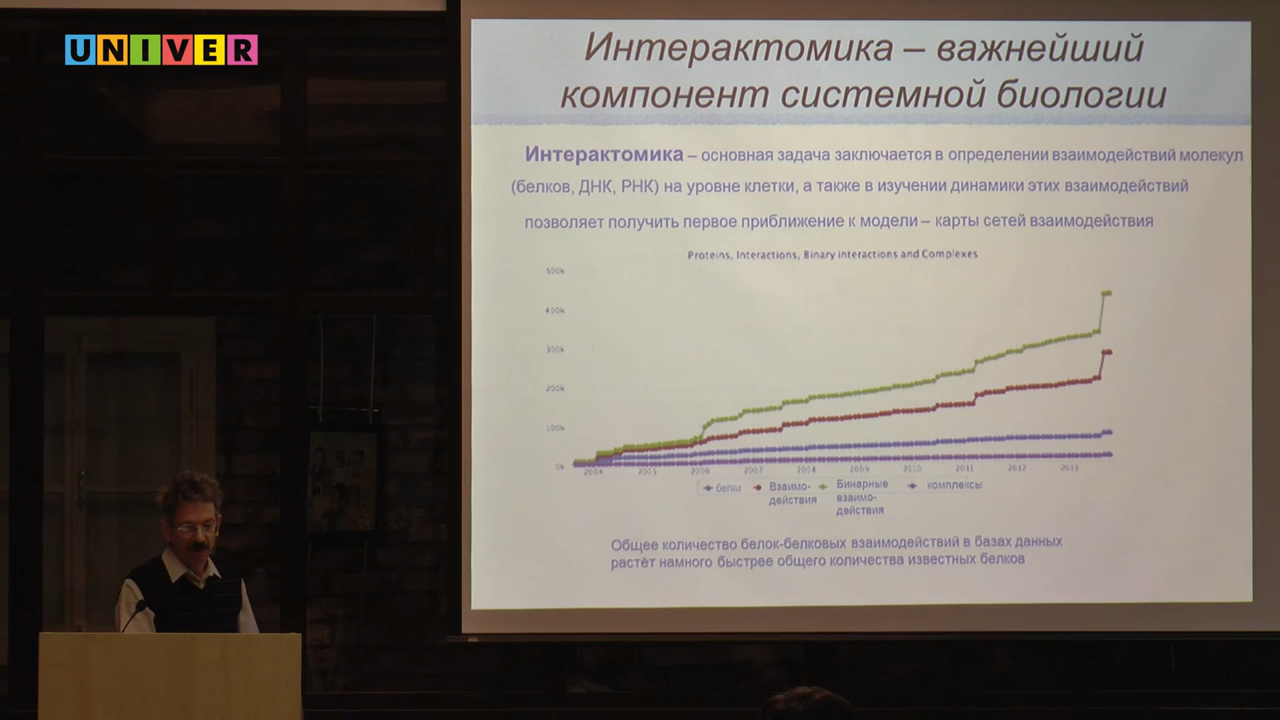 UNIVER
Интерактомика – важнейший
компонент системной биологии
Интерактомика – основная задача заключается в определении взаимодействий молекул
(белков, ДНК, РНК) на уровне клетки, а также в изучении динамики этих взаимодействий
позволяет получить первое приближение к модели – карты сетей взаимодействия
Proteins, Interactions, Binary interactions and Complexes
500k
400k
300k
200k
100k
0k
2004 2005 2006 2007 2008 2009 2010 2011 2012 2013
белки
Взаимо-
действия
Бинарные
взаимо-
действия
комплексы
Общее количество белок-белковых взаимодействий в базах данных
растёт намного быстрее общего количества известных белков